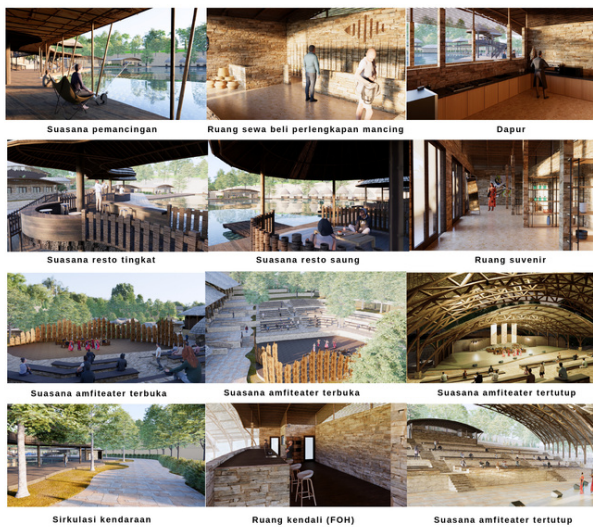 Suasana pemancingan
Ruang sewa beli perlengkapan mancing
Dapur
Suasana resto tingkat
Suasana resto saung
Ruang suvenir
Suasana amfiteater terbuka
Suasana amfiteater terbuka
Suasana amfiteater tertutup
Sirkulasi kendaraan
Ruang kendali (FOH)
Suasana amfiteater tertutup